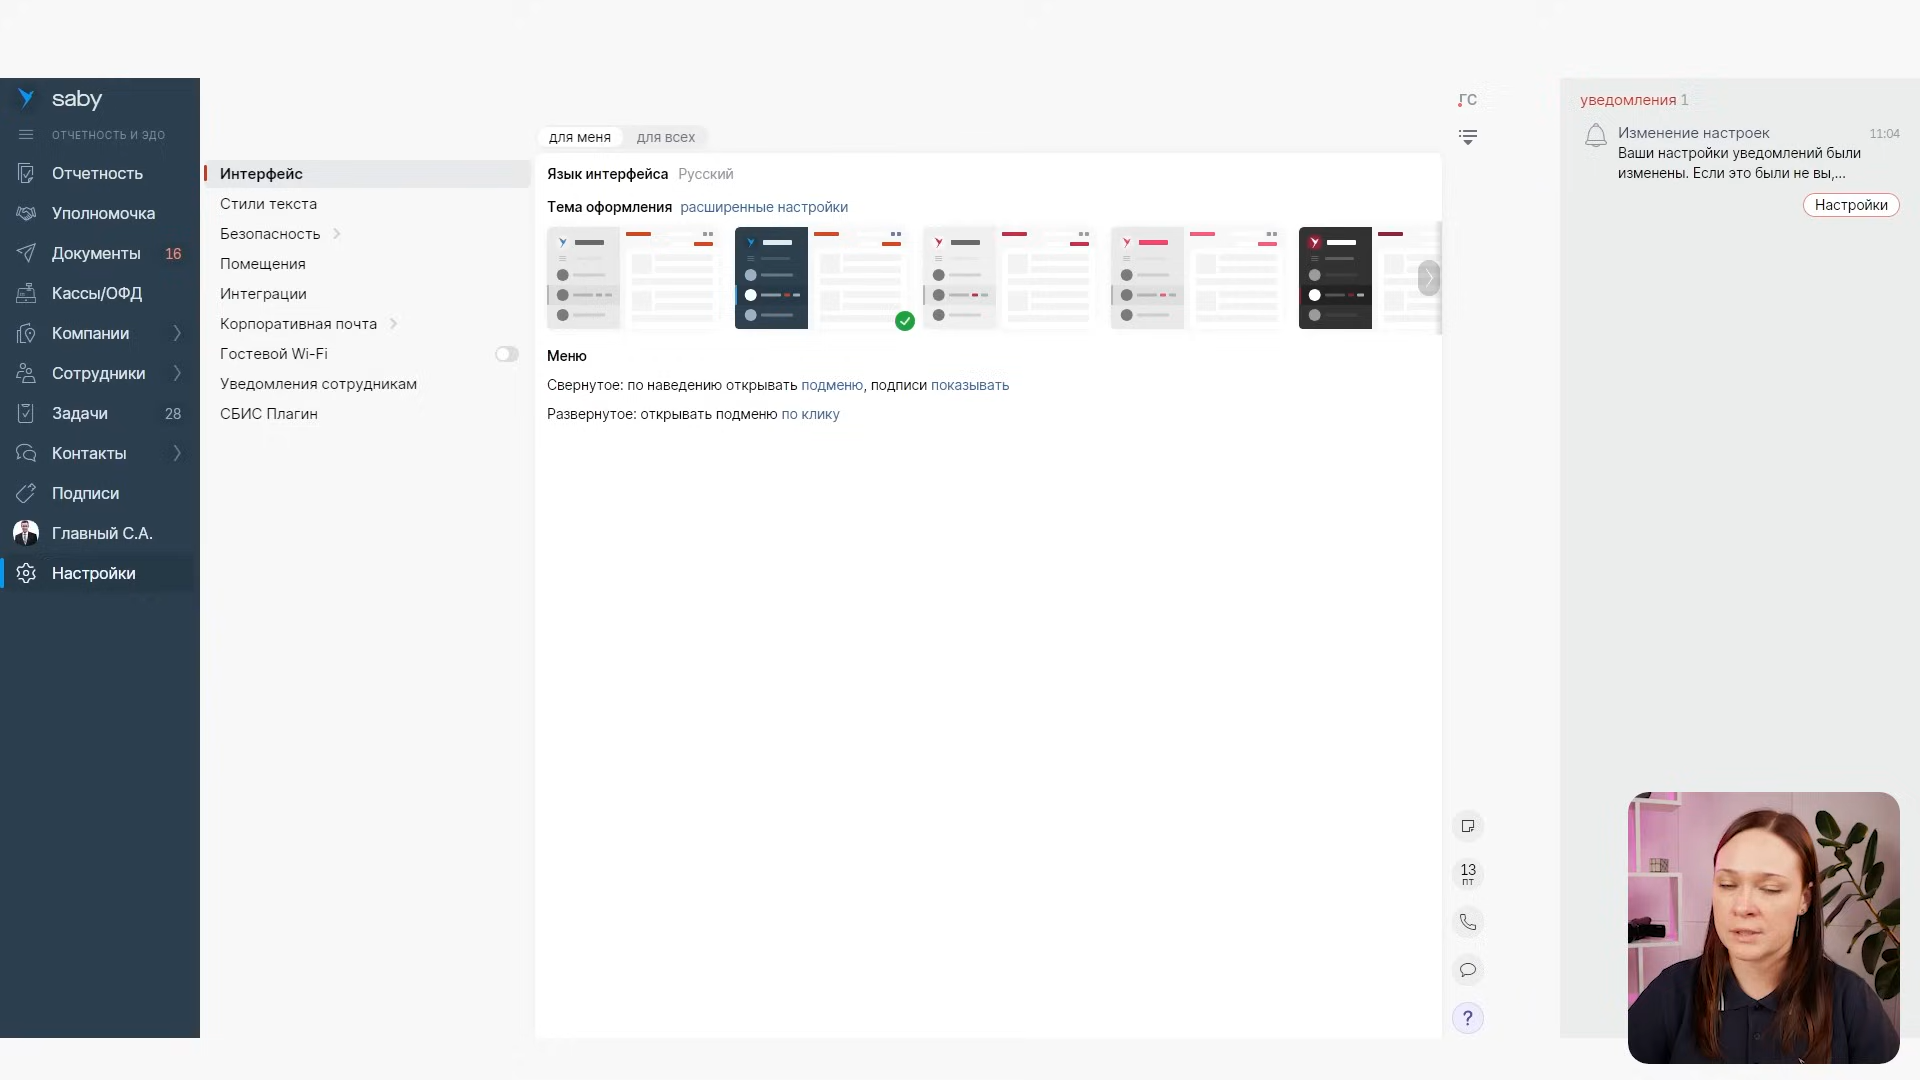 saby
ОТЧЕТНОСТЬ И ЭДО
Отчетность
Уполномочка
Документы 16
Кассы/ОФД
Компании
Сотрудники
Задачи 28
Контакты
Подписи
Главный С.А.
Настройки
Интерфейс
Стили текста
Безопасность
Помещения
Интеграции
Корпоративная почта
Гостевой Wi-Fi
Уведомления сотрудникам
СБИС Плагин
для меня для всех
Язык интерфейса Русский
Тема оформления расширенные настройки
Меню
Свернутое: по наведению открывать подменю, подписи показывать
Развернутое: открывать подменю по клику
ГС
13
пт
?
уведомления 1
Изменение настроек 11:04
Ваши настройки уведомлений были
изменены. Если это были не вы,...
Настройки